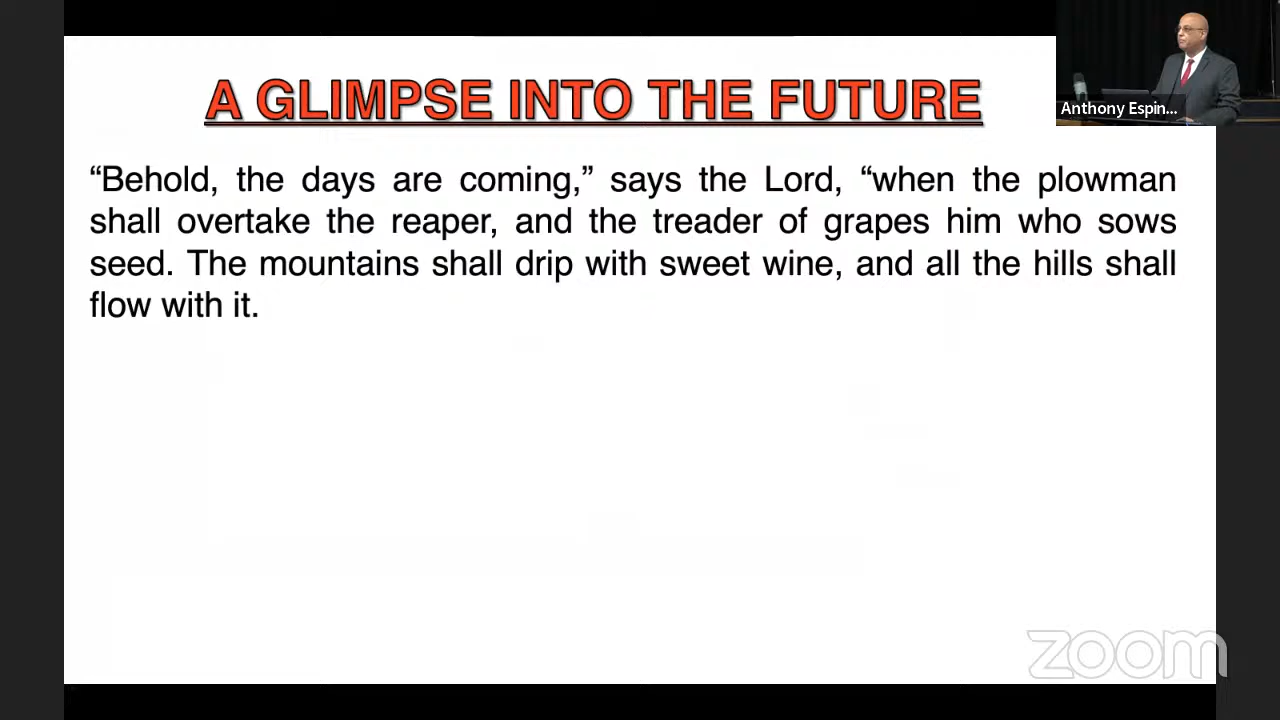 A GLIMPSE INTO THE FUTURE
Anthony Espin...
“Behold, the days are coming,” says the Lord, “when the plowman
shall overtake the reaper, and the treader of grapes him who sows
seed. The mountains shall drip with sweet wine, and all the hills shall
flow with it.
zoom